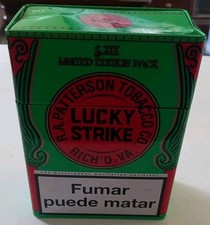 LIMITED EDITION PACK
R.A. PATTERSON TOBACCO CO.
LUCKY
STRIKE
RICH'D. VA.
Fumar
puede matar